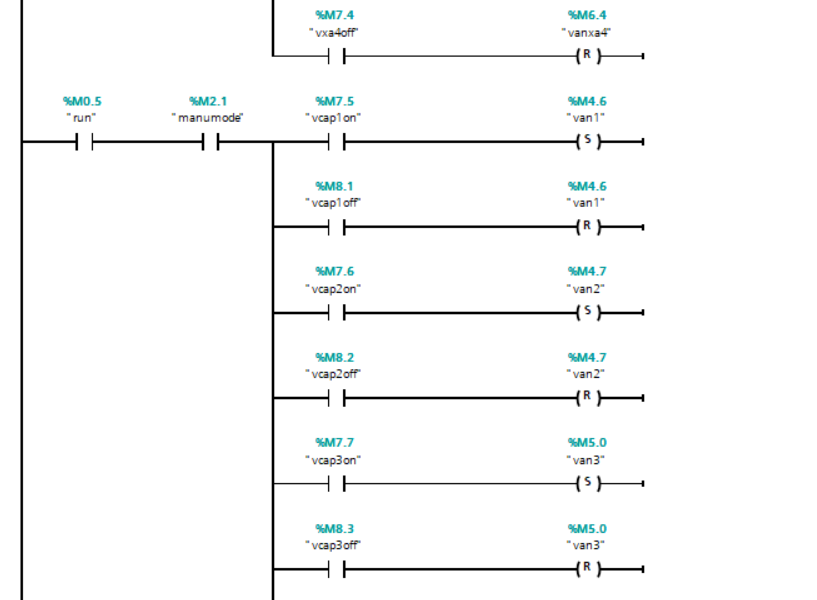 %M7.4 %M6.4
"vxa4off" "vanxa4"
( R )
%M0.5 %M2.1 %M7.5 %M4.6
"run" "manumode" "vcap1on" "van1"
( S )
%M8.1 %M4.6
"vcap1off" "van1"
( R )
%M7.6 %M4.7
"vcap2on" "van2"
( S )
%M8.2 %M4.7
"vcap2off" "van2"
( R )
%M7.7 %M5.0
"vcap3on" "van3"
( S )
%M8.3 %M5.0
"vcap3off" "van3"
( R )